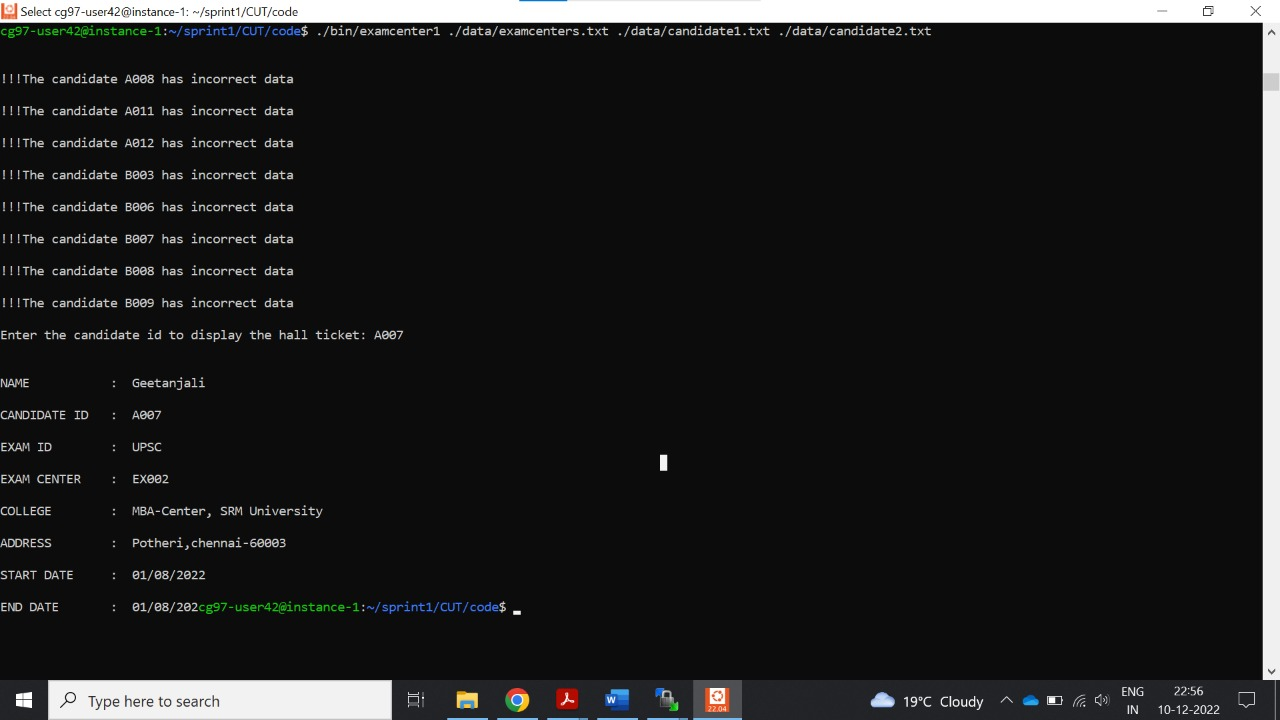 Select cg97-user42@instance-1: ~/sprint1/CUT/code
cg97-user42@instance-1:~/sprint1/CUT/code$ ./bin/examcenter1 ./data/examcenters.txt ./data/candidate1.txt ./data/candidate2.txt
!!!The candidate A008 has incorrect data
!!!The candidate A011 has incorrect data
!!!The candidate A012 has incorrect data
!!!The candidate B003 has incorrect data
!!!The candidate B006 has incorrect data
!!!The candidate B007 has incorrect data
!!!The candidate B008 has incorrect data
!!!The candidate B009 has incorrect data
Enter the candidate id to display the hall ticket: A007
NAME : Geetanjali
CANDIDATE ID : A007
EXAM ID : UPSC
EXAM CENTER : EX002
COLLEGE : MBA-Center, SRM University
ADDRESS : Potheri,chennai-60003
START DATE : 01/08/2022
END DATE : 01/08/202cg97-user42@instance-1:~/sprint1/CUT/code$
Type here to search
22.04
19°C Cloudy
ENG
IN
22:56
10-12-2022